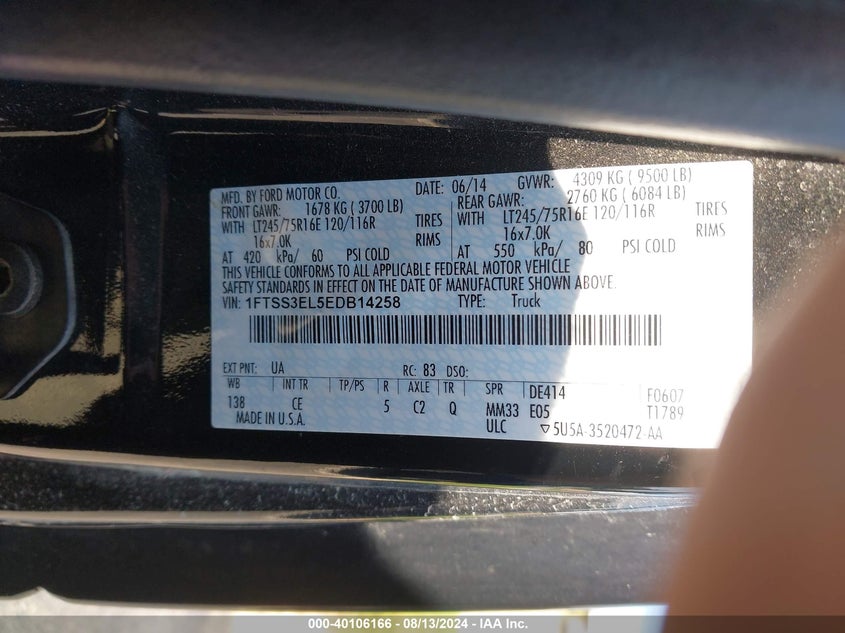 MFD. BY FORD MOTOR CO.
DATE: 06/14 GVWR: 4309 KG ( 9500 LB)
FRONT GAWR: 1678 KG ( 3700 LB) REAR GAWR: 2760 KG ( 6084 LB)
WITH LT245/75R16E 120/116R TIRES WITH LT245/75R16E 120/116R TIRES
16x7.0K RIMS 16x7.0K RIMS
AT 420 kPa/ 60 PSI COLD AT 550 kPa/ 80 PSI COLD
THIS VEHICLE CONFORMS TO ALL APPLICABLE FEDERAL MOTOR VEHICLE
SAFETY STANDARDS IN EFFECT ON THE DATE OF MANUFACTURE SHOWN ABOVE.
VIN: 1FTSS3EL5EDB14258 TYPE: Truck
EXT PNT: UA RC: 83 DSO:
WB INT TR TP/PS R AXLE TR SPR DE414 F0607
138 CE 5 C2 Q MM33 E05 T1789
MADE IN U.S.A. ULC ▽5U5A-3520472-AA
000-40106166 - 08/13/2024 - IAA Inc.